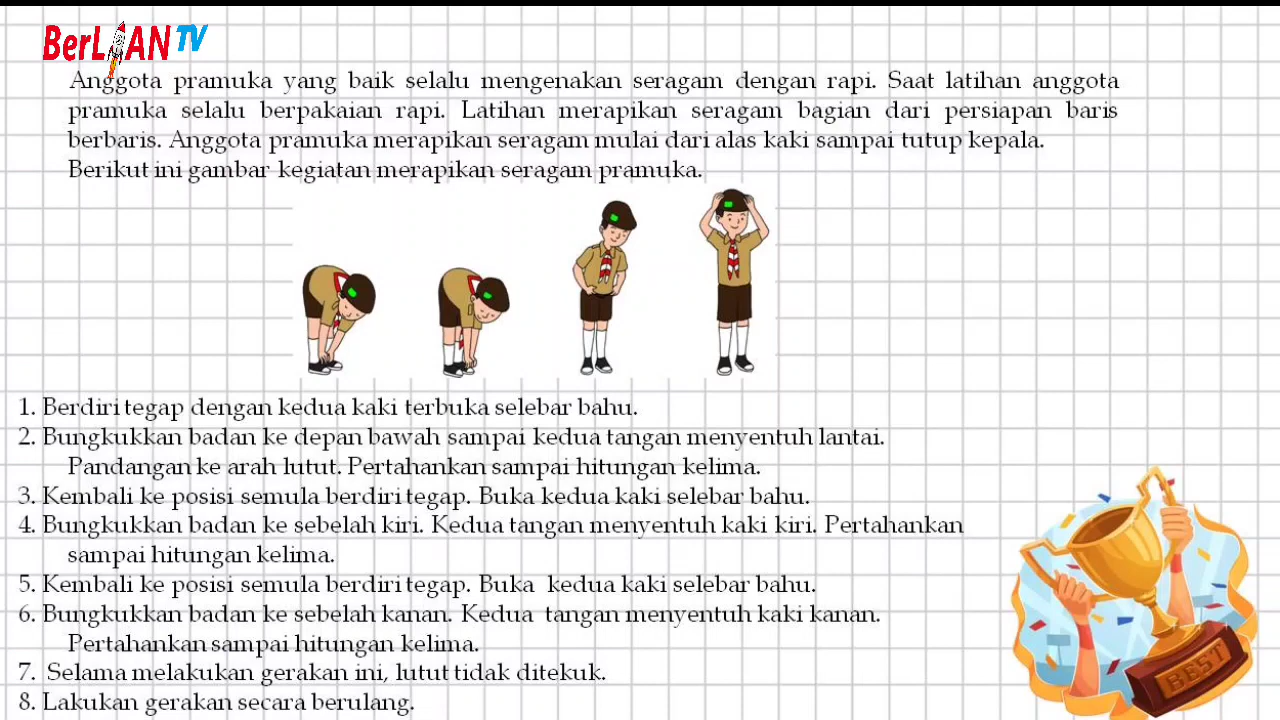 BerLIAN TV
Anggota pramuka yang baik selalu mengenakan seragam dengan rapi. Saat latihan anggota
pramuka selalu berpakaian rapi. Latihan merapikan seragam bagian dari persiapan baris
berbaris. Anggota pramuka merapikan seragam mulai dari alas kaki sampai tutup kepala.
Berikut ini gambar kegiatan merapikan seragam pramuka.
1. Berdiri tegap dengan kedua kaki terbuka selebar bahu.
2. Bungkukkan badan ke depan bawah sampai kedua tangan menyentuh lantai.
Pandangan ke arah lutut. Pertahankan sampai hitungan kelima.
3. Kembali ke posisi semula berdiri tegap. Buka kedua kaki selebar bahu.
4. Bungkukkan badan ke sebelah kiri. Kedua tangan menyentuh kaki kiri. Pertahankan
sampai hitungan kelima.
5. Kembali ke posisi semula berdiri tegap. Buka kedua kaki selebar bahu.
6. Bungkukkan badan ke sebelah kanan. Kedua tangan menyentuh kaki kanan.
Pertahankan sampai hitungan kelima.
7. Selama melakukan gerakan ini, lutut tidak ditekuk.
8. Lakukan gerakan secara berulang.
BEST